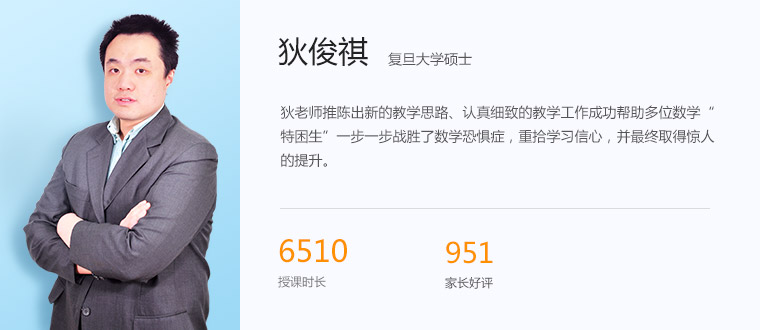 狄俊祺 复旦大学硕士
狄老师推陈出新的教学思路、认真细致的教学工作成功帮助多位数学“
特困生”一步一步战胜了数学恐惧症，重拾学习信心，并最终取得惊人
的提升。
6510 951
授课时长 家长好评